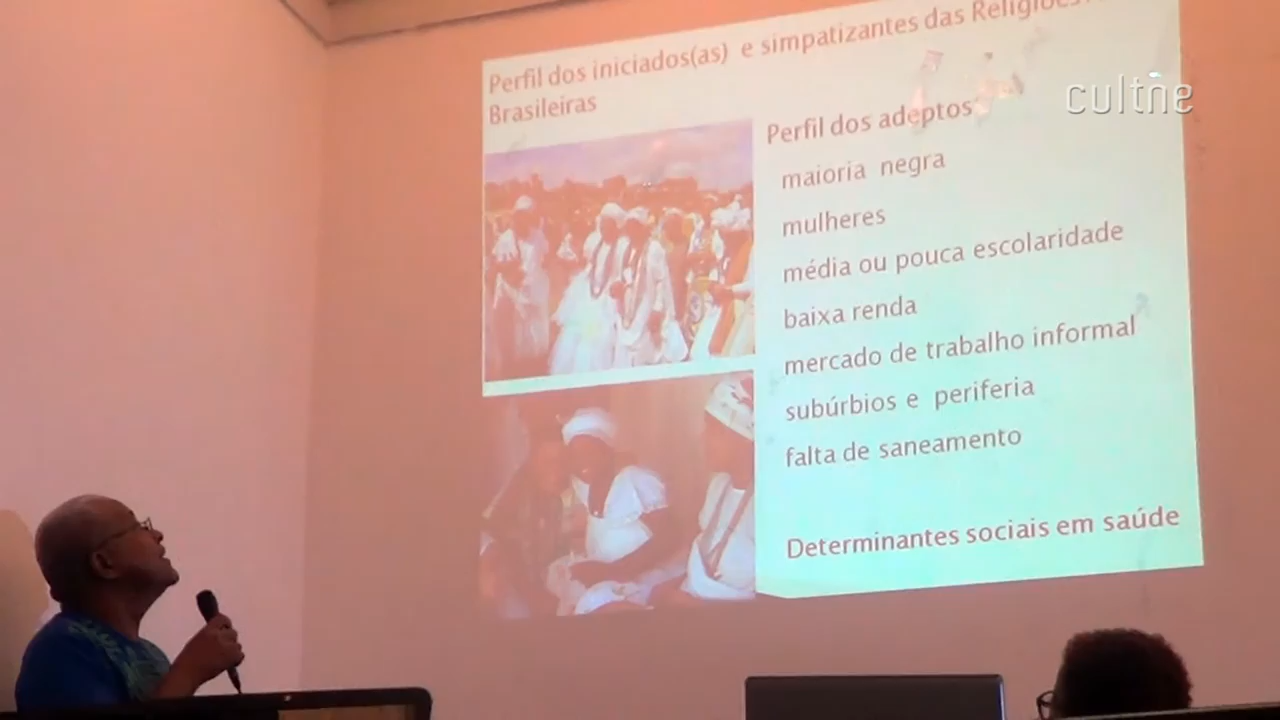 Perfil dos iniciados(as) e simpatizantes das Religiões
Brasileiras
cultne
Perfil dos adeptos
maioria negra
mulheres
média ou pouca escolaridade
baixa renda
mercado de trabalho informal
subúrbios e periferia
falta de saneamento
Determinantes sociais em saúde